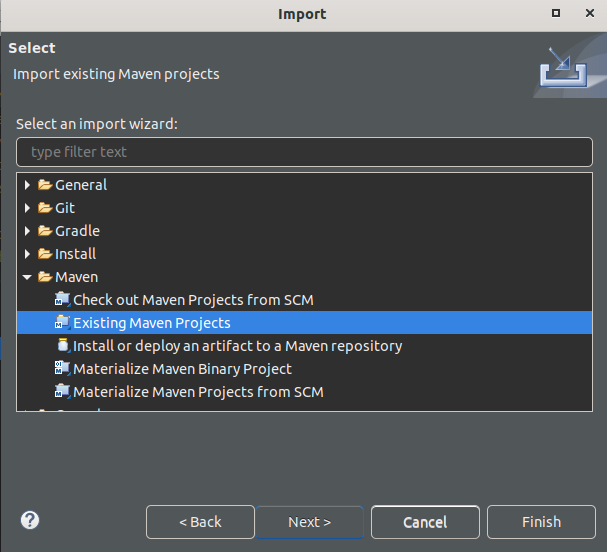 Import
Select
Import existing Maven projects
Select an import wizard:
type filter text
General
Git
Gradle
Install
Maven
Check out Maven Projects from SCM
Existing Maven Projects
Install or deploy an artifact to a Maven repository
Materialize Maven Binary Project
Materialize Maven Projects from SCM
? < Back Next > Cancel Finish